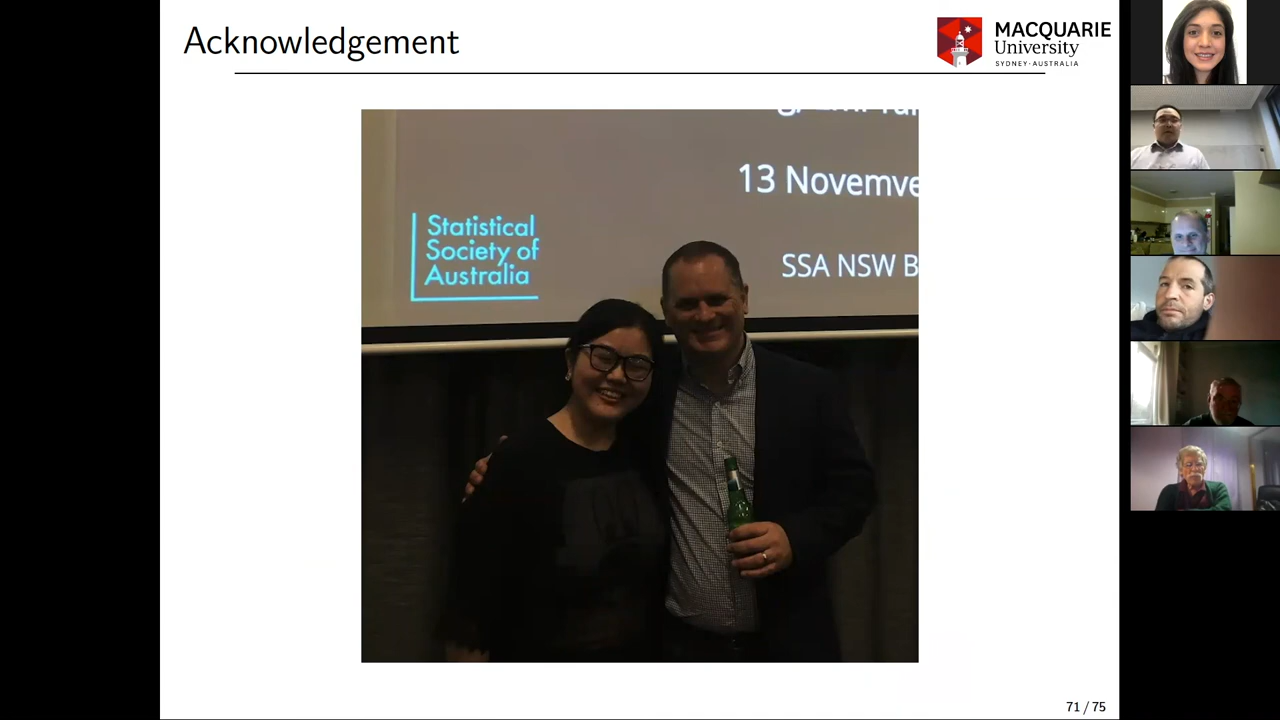 Acknowledgement
MACQUARIE
University
SYDNEY·AUSTRALIA
13 Novemve
Statistical
Society of
Australia
SSA NSW B
71 / 75